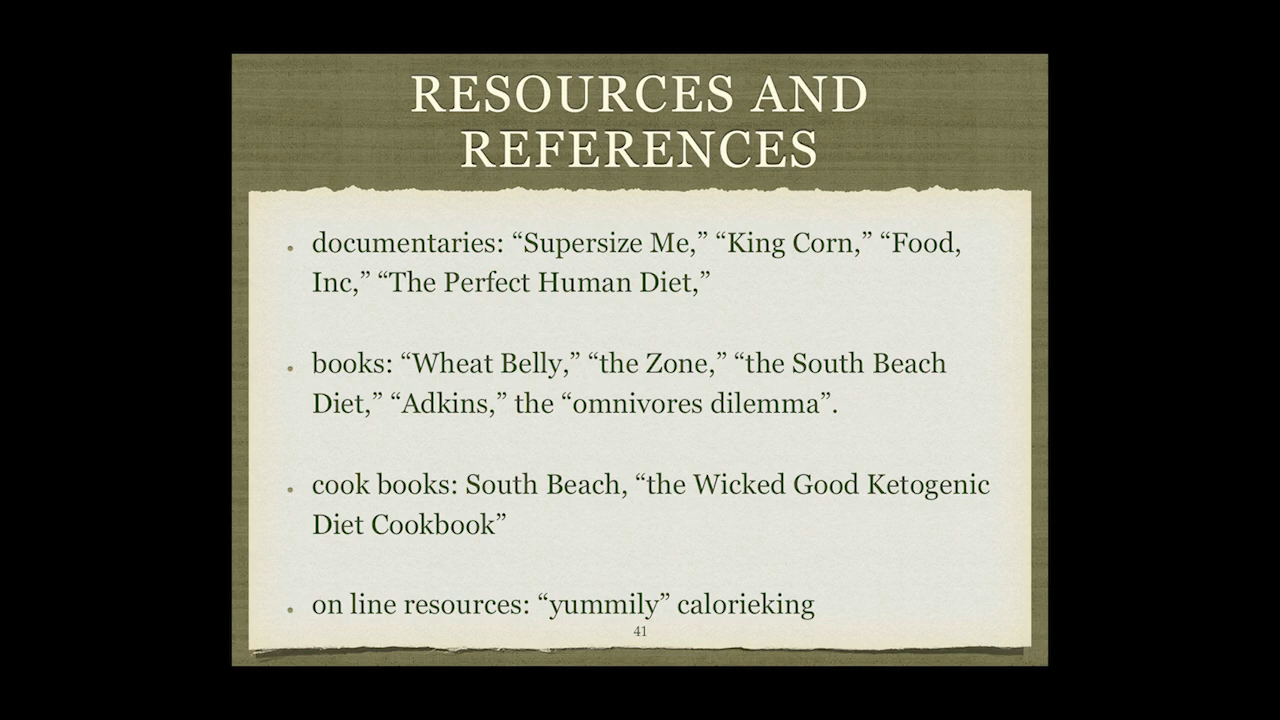 RESOURCES AND
REFERENCES
documentaries: “Supersize Me,” “King Corn,” “Food,
Inc,” “The Perfect Human Diet,”
books: “Wheat Belly,” “the Zone,” “the South Beach
Diet,” “Adkins,” the “omnivores dilemma”.
cook books: South Beach, “the Wicked Good Ketogenic
Diet Cookbook”
on line resources: “yummily” calorieking
41